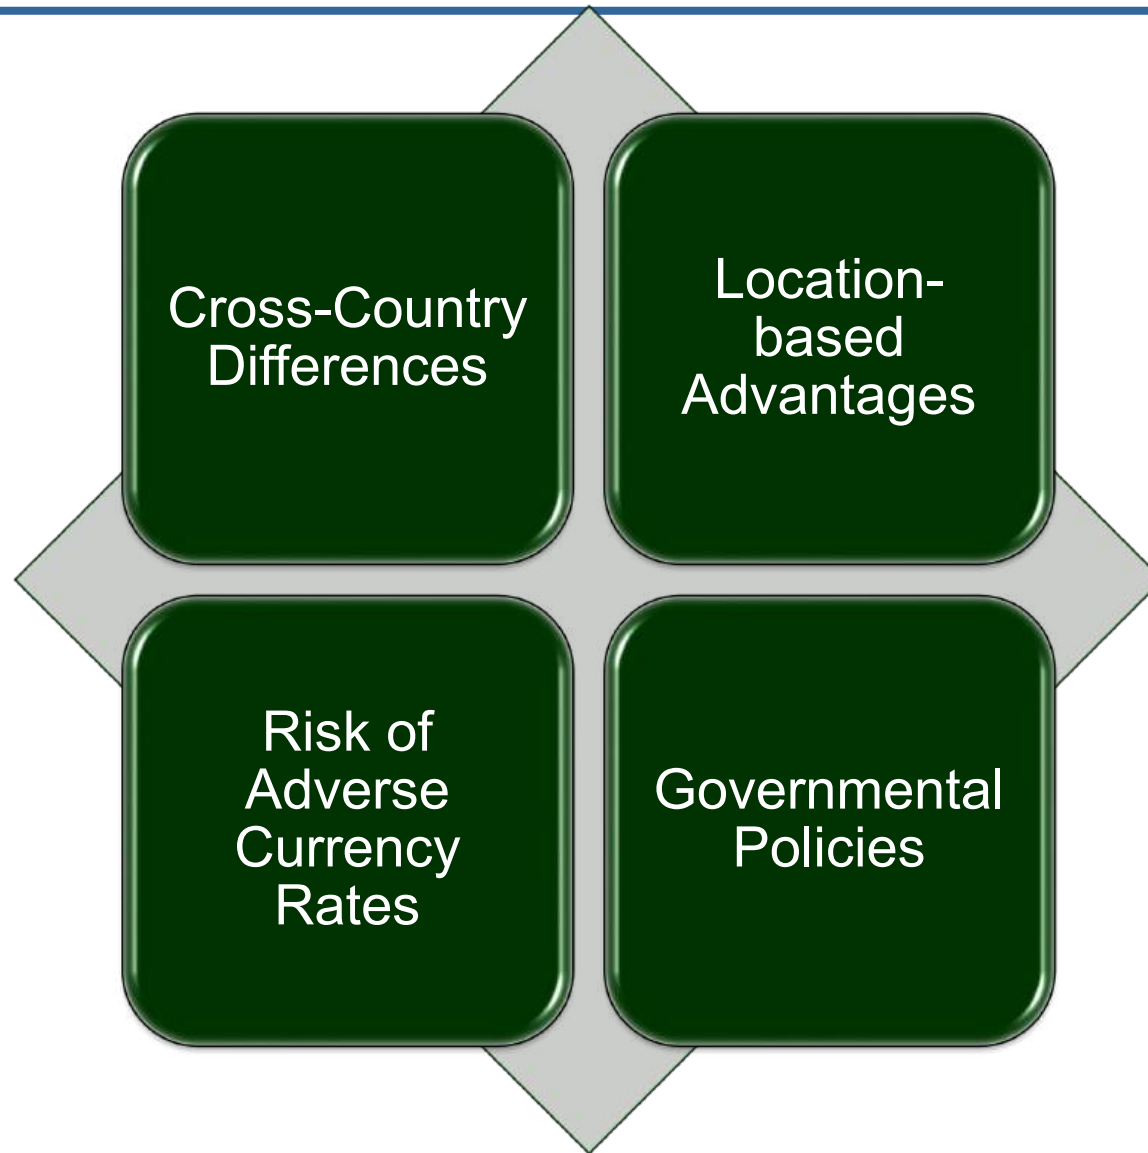 Cross-Country
Differences
Location-
based
Advantages
Risk of
Adverse
Currency
Rates
Governmental
Policies